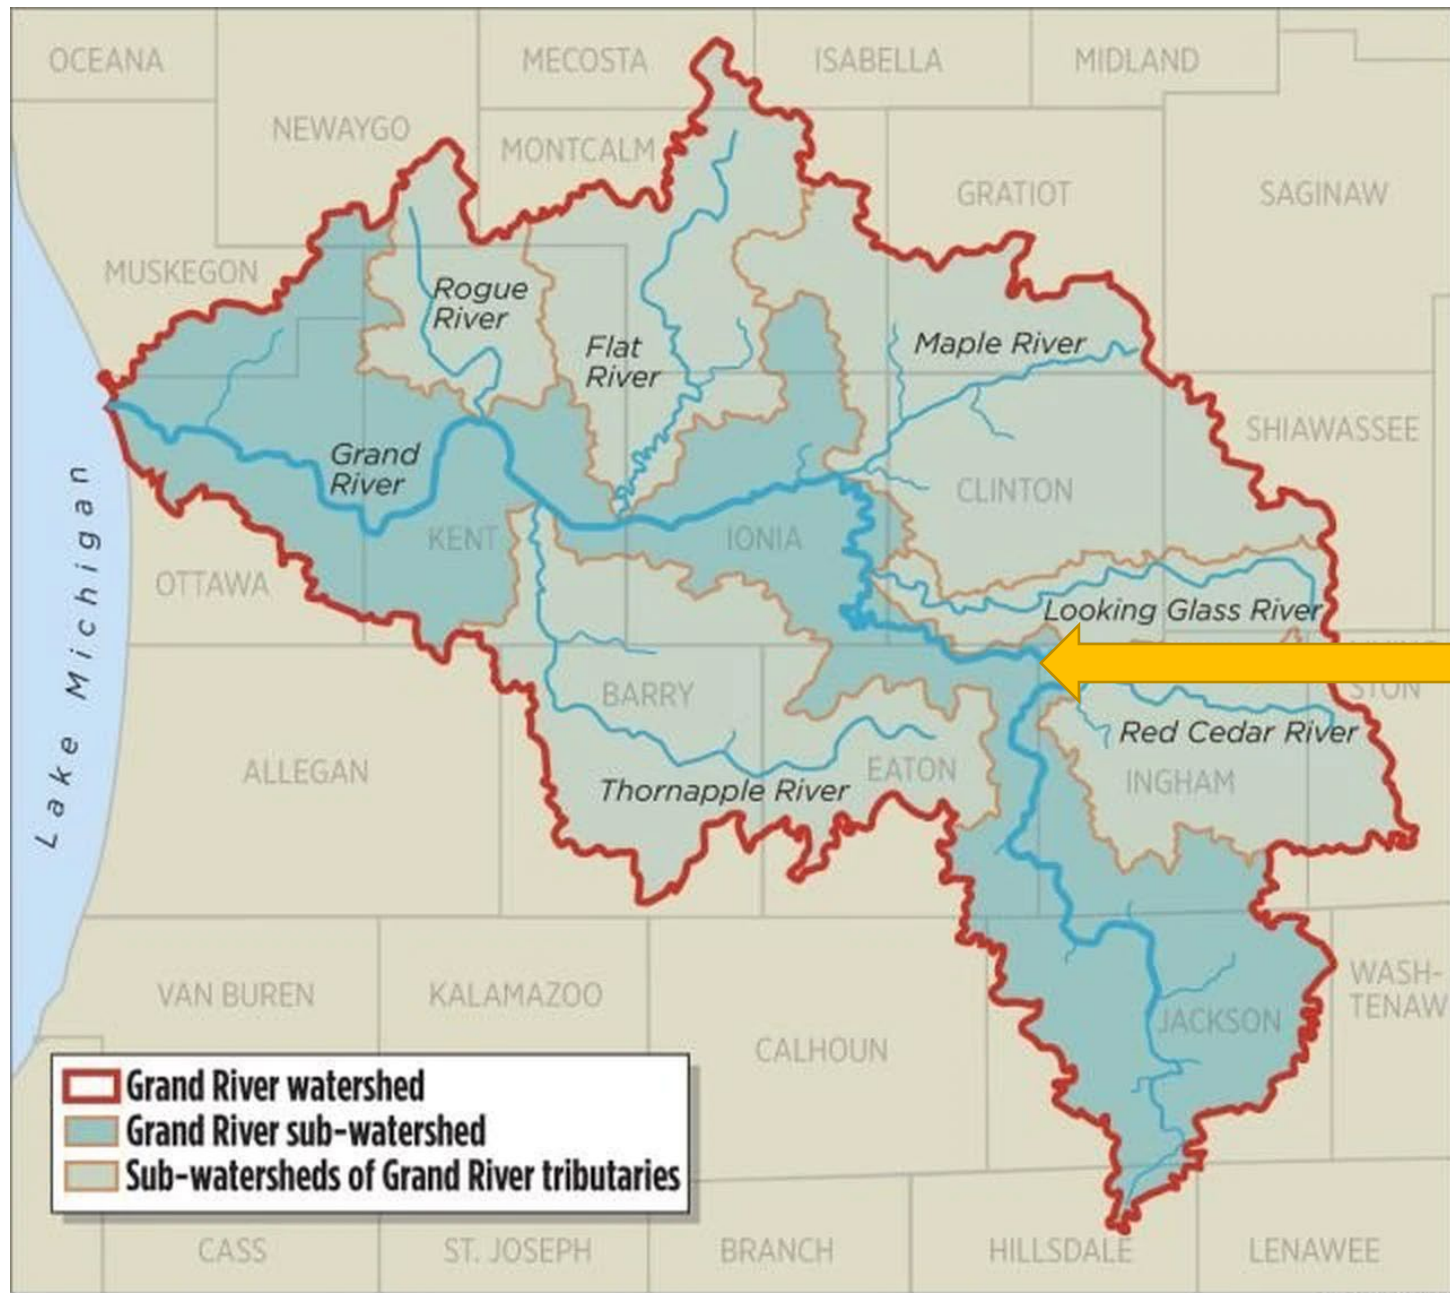 OCEANA
MECOSTA
ISABELLA
MIDLAND
NEWAYGO
MONTCALM
GRATIOT
SAGINAW
MUSKEGON
Rogue
River
Flat
River
Maple River
SHIAWASSEE
Grand
River
CLINTON
KENT
IONIA
OTTAWA
Looking Glass River
Lake Michigan
BARRY
STON
Red Cedar River
ALLEGAN
EATON
INGHAM
Thornapple River
VAN BUREN
KALAMAZOO
WASH-
TENAW
JACKSON
CALHOUN
Grand River watershed
Grand River sub-watershed
Sub-watersheds of Grand River tributaries
CASS
ST. JOSEPH
BRANCH
HILLSDALE
LENAWEE